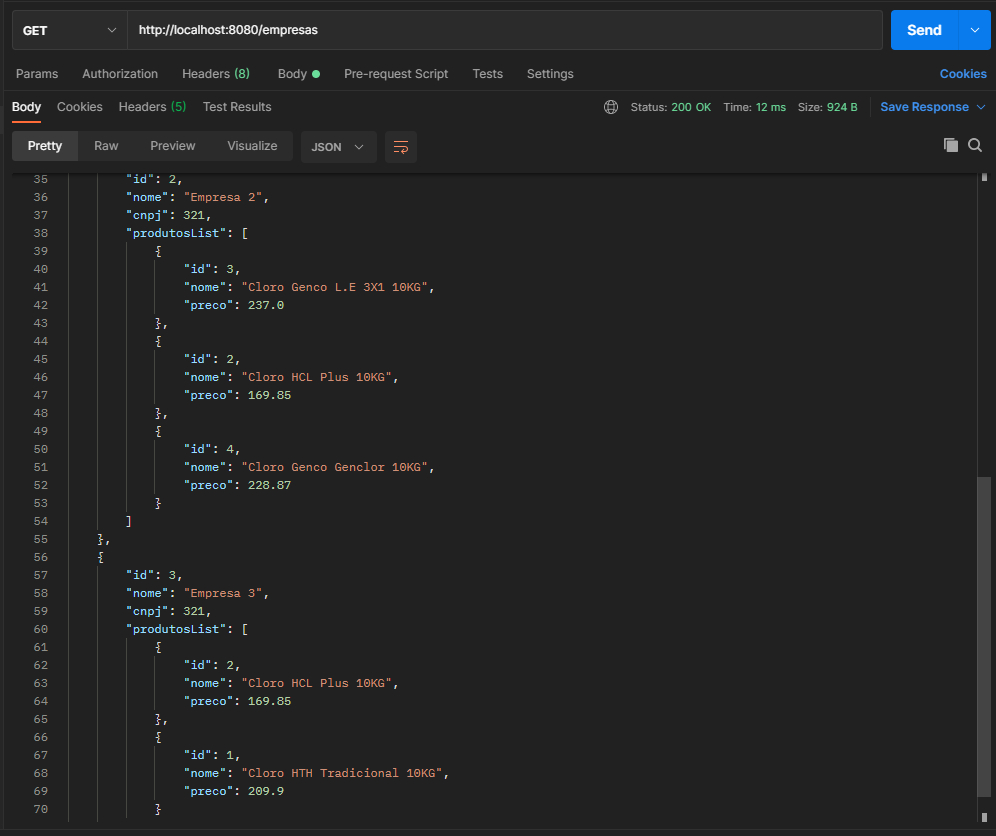 GET http://localhost:8080/empresas Send
Params Authorization Headers (8) Body Pre-request Script Tests Settings Cookies
Body Cookies Headers (5) Test Results Status: 200 OK Time: 12 ms Size: 924 B Save Response
Pretty Raw Preview Visualize JSON
35 "id": 2,
36 "nome": "Empresa 2",
37 "cnpj": 321,
38 "produtosList": [
39 {
40 "id": 3,
41 "nome": "Cloro Genco L.E 3X1 10KG",
42 "preco": 237.0
43 },
44 {
45 "id": 2,
46 "nome": "Cloro HCL Plus 10KG",
47 "preco": 169.85
48 },
49 {
50 "id": 4,
51 "nome": "Cloro Genco Genclor 10KG",
52 "preco": 228.87
53 }
54 ]
55 },
56 {
57 "id": 3,
58 "nome": "Empresa 3",
59 "cnpj": 321,
60 "produtosList": [
61 {
62 "id": 2,
63 "nome": "Cloro HCL Plus 10KG",
64 "preco": 169.85
65 },
66 {
67 "id": 1,
68 "nome": "Cloro HTH Tradicional 10KG",
69 "preco": 209.9
70 }